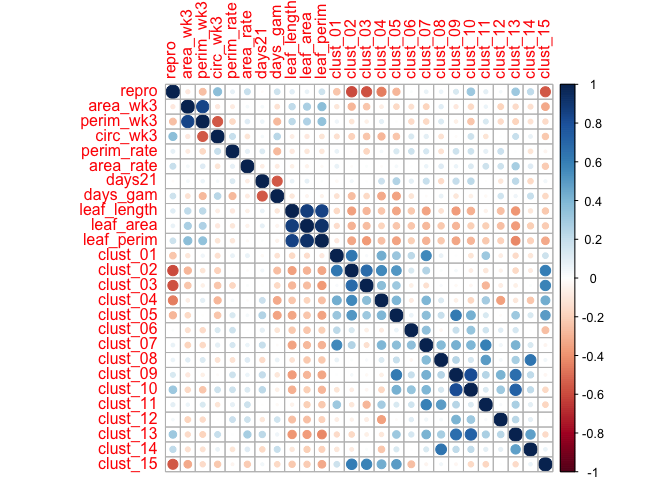 repro
area_wk3
perim_wk3
circ_wk3
perim_rate
area_rate
days21
days_gam
leaf_length
leaf_area
leaf_perim
clust_01
clust_02
clust_03
clust_04
clust_05
clust_06
clust_07
clust_08
clust_09
clust_10
clust_11
clust_12
clust_13
clust_14
clust_15
repro
area_wk3
perim_wk3
circ_wk3
perim_rate
area_rate
days21
days_gam
leaf_length
leaf_area
leaf_perim
clust_01
clust_02
clust_03
clust_04
clust_05
clust_06
clust_07
clust_08
clust_09
clust_10
clust_11
clust_12
clust_13
clust_14
clust_15
1
0.8
0.6
0.4
0.2
0
-0.2
-0.4
-0.6
-0.8
-1